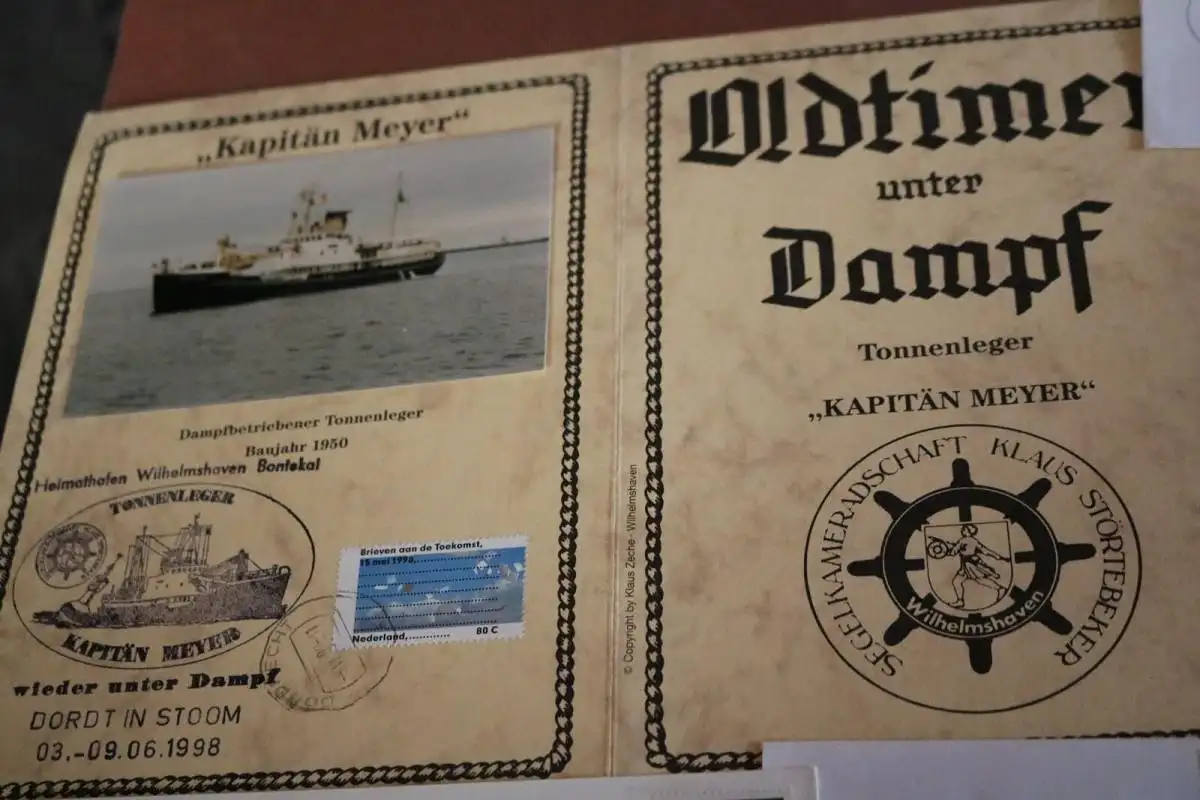 „Kapitän Meyer“
Dampfbetriebener Tonnenleger
Baujahr 1950
Heimathafen Wilhelmshaven Bontekai
TONNENLEGER
KAPITÄN MEYER
wieder unter Dampf
DORDT IN STOOM
03.-09.06.1998
Brieven aan de Toekomst,
15 mei 1998,
Nederland,............ 80 C
© Copyright by Klaus Zeche - Wilhelmshaven
Oldtimer
unter
Dampf
Tonnenleger
„KAPITÄN MEYER“
SEGELKAMERADSCHAFT KLAUS STÖRTEBEKER
Wilhelmshaven